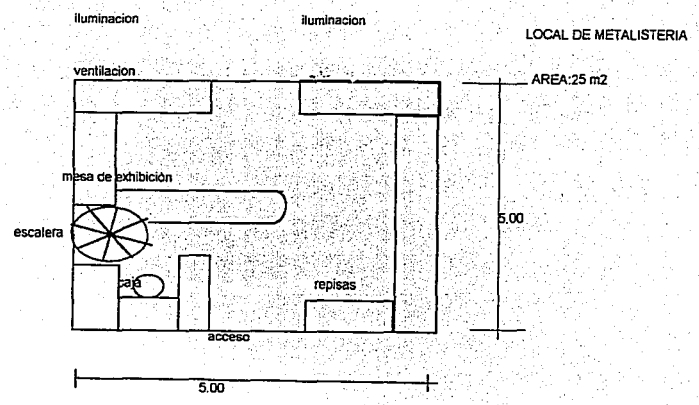 iluminacion
iluminacion
LOCAL DE METALISTERIA
ventilacion
AREA:25 m2
mesa de exhibición
5.00
escalera
caja
repisas
acceso
5.00